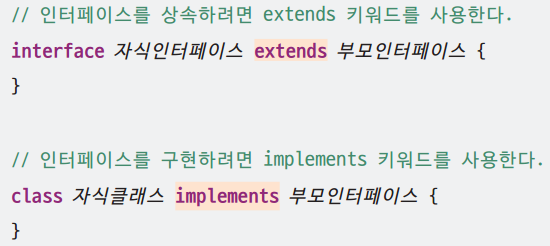 // 인터페이스를 상속하려면 extends 키워드를 사용한다.
interface 자식인터페이스 extends 부모인터페이스 {
}
// 인터페이스를 구현하려면 implements 키워드를 사용한다.
class 자식클래스 implements 부모인터페이스 {
}